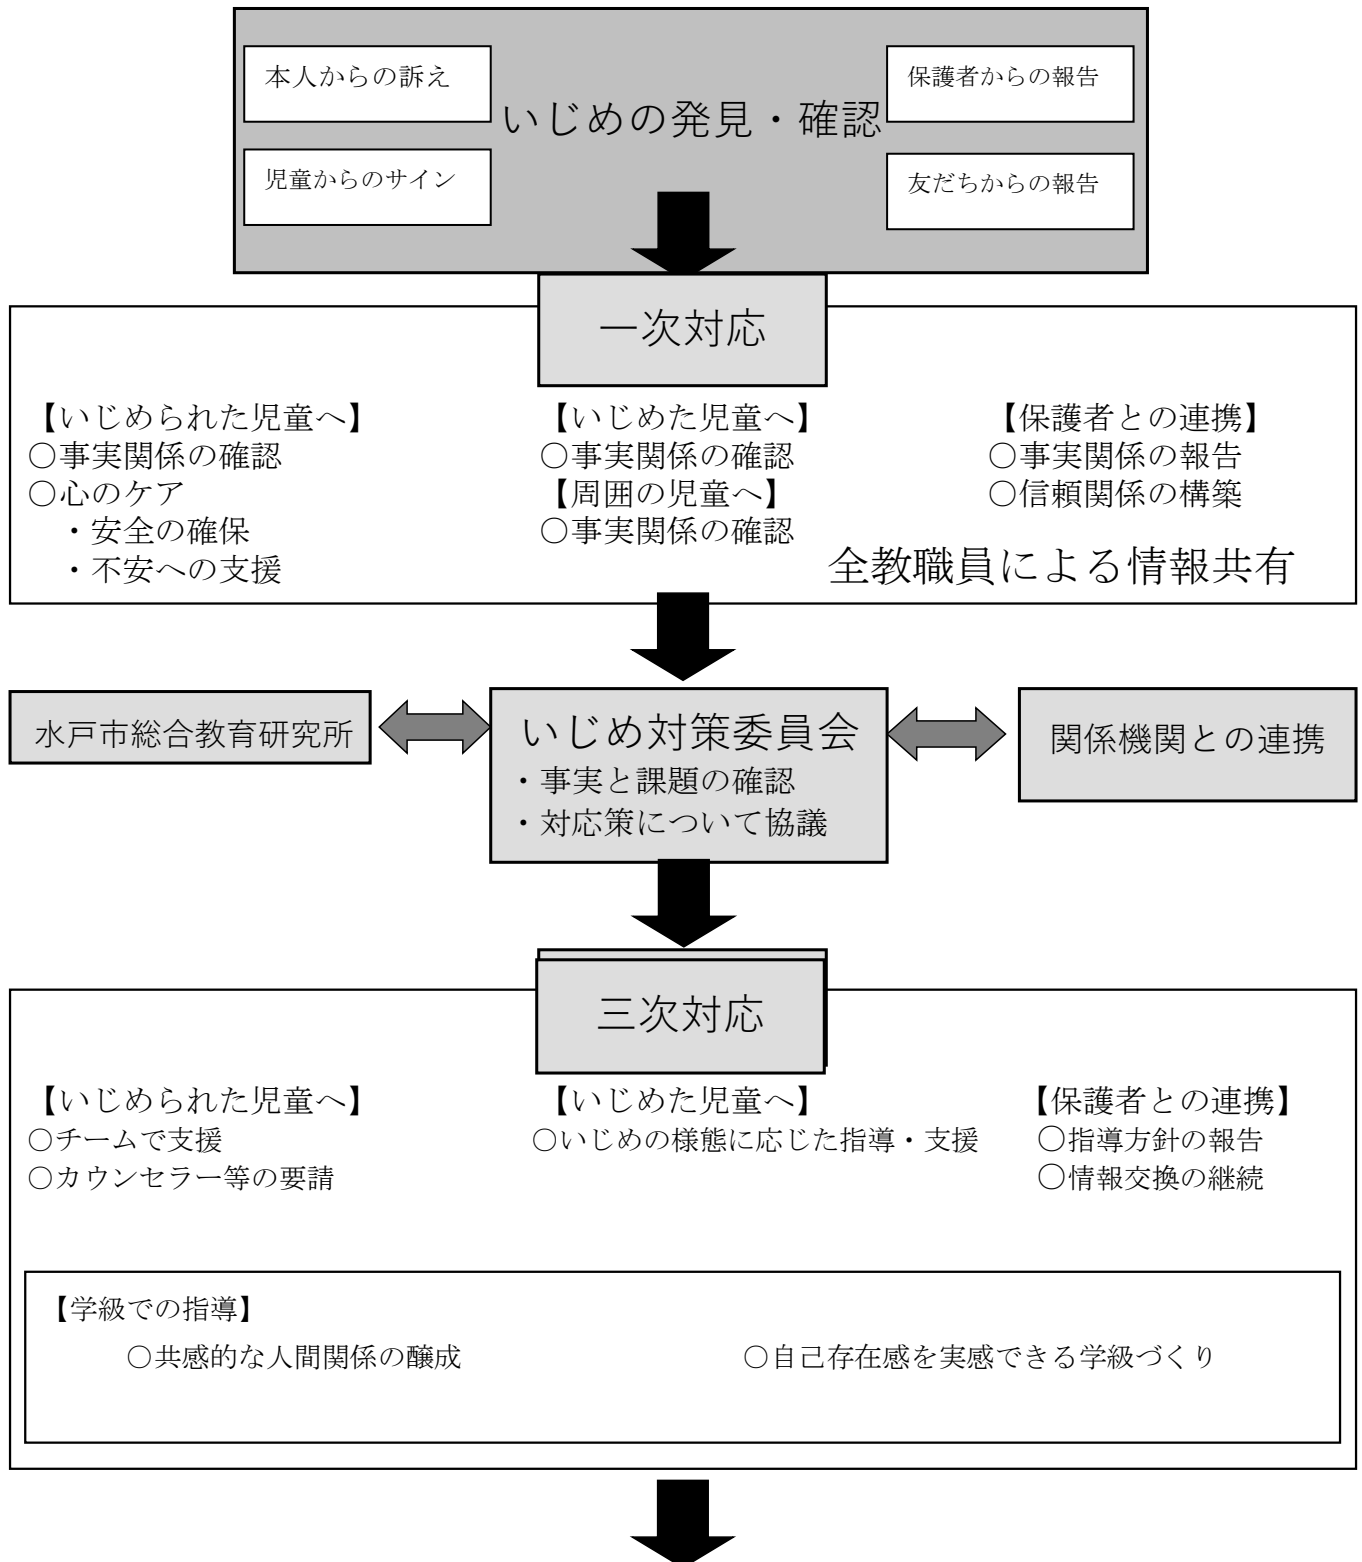 本人からの訴え
保護者からの報告
いじめの発見・確認
児童からのサイン
友だちからの報告
一次対応
【いじめられた児童へ】
○事実関係の確認
○心のケア
・安全の確保
・不安への支援
【いじめた児童へ】
○事実関係の確認
【周囲の児童へ】
○事実関係の確認
【保護者との連携】
○事実関係の報告
○信頼関係の構築
全教職員による情報共有
水戸市総合教育研究所
いじめ対策委員会
・事実と課題の確認
・対応策について協議
関係機関との連携
三次対応
【いじめられた児童へ】
○チームで支援
○カウンセラー等の要請
【いじめた児童へ】
○いじめの様態に応じた指導・支援
【保護者との連携】
○指導方針の報告
○情報交換の継続
【学級での指導】
○共感的な人間関係の醸成
○自己存在感を実感できる学級づくり